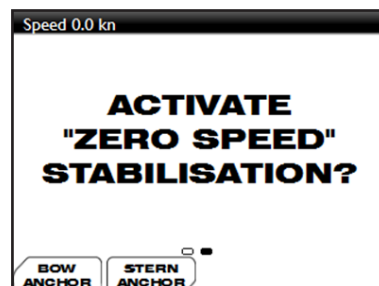 Speed 0.0 kn
ACTIVATE
"ZERO SPEED"
STABILISATION?
BOW STERN
ANCHOR ANCHOR